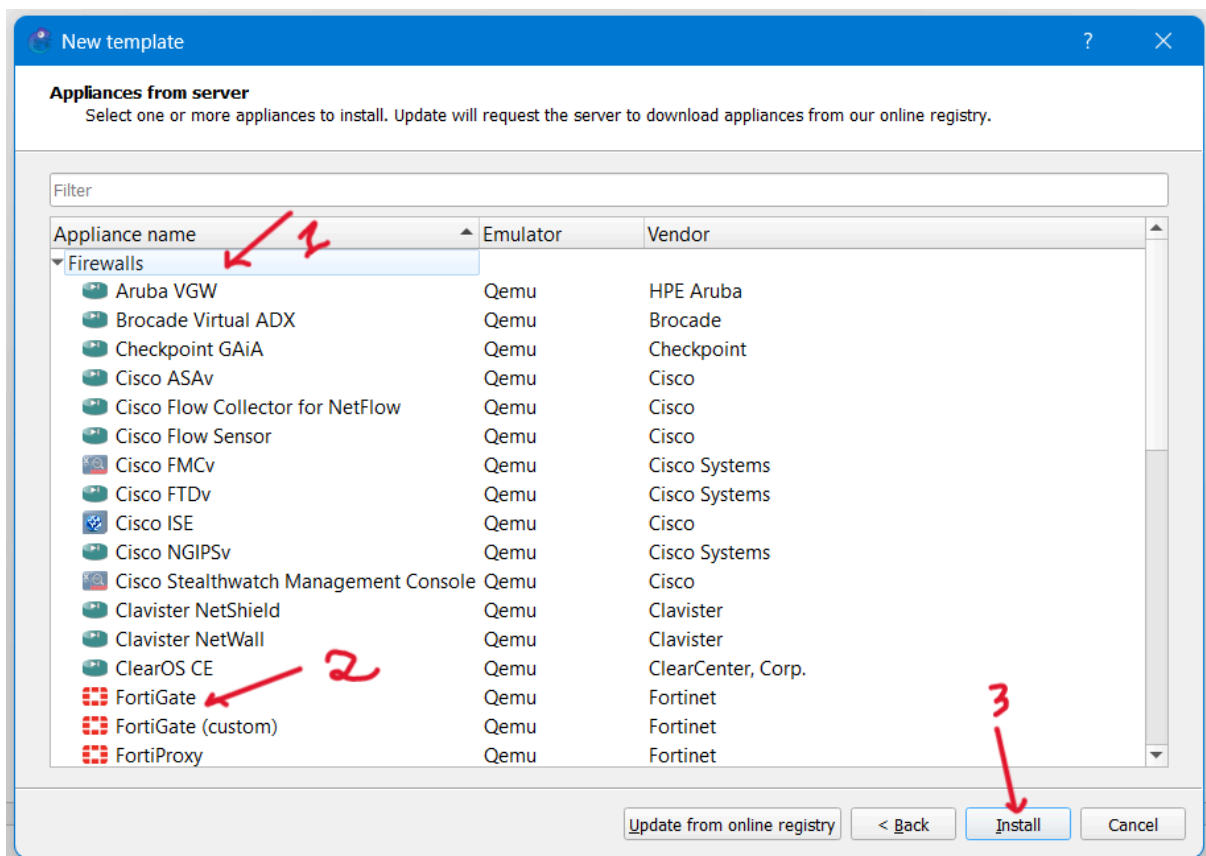 New template
?
Appliances from server
Select one or more appliances to install. Update will request the server to download appliances from our online registry.
Filter
1
Appliance name Emulator Vendor
Firewalls
Aruba VGW Qemu HPE Aruba
Brocade Virtual ADX Qemu Brocade
Checkpoint GAiA Qemu Checkpoint
Cisco ASAv Qemu Cisco
Cisco Flow Collector for NetFlow Qemu Cisco
Cisco Flow Sensor Qemu Cisco
Cisco FMCv Qemu Cisco Systems
Cisco FTDv Qemu Cisco Systems
Cisco ISE Qemu Cisco
Cisco NGIPSv Qemu Cisco Systems
Cisco Stealthwatch Management Console Qemu Cisco
Clavister NetShield Qemu Clavister
Clavister NetWall Qemu Clavister
ClearOS CE Qemu ClearCenter, Corp.
2
FortiGate Qemu Fortinet
3
FortiGate (custom) Qemu Fortinet
FortiProxy Qemu Fortinet
Update from online registry < Back Install Cancel